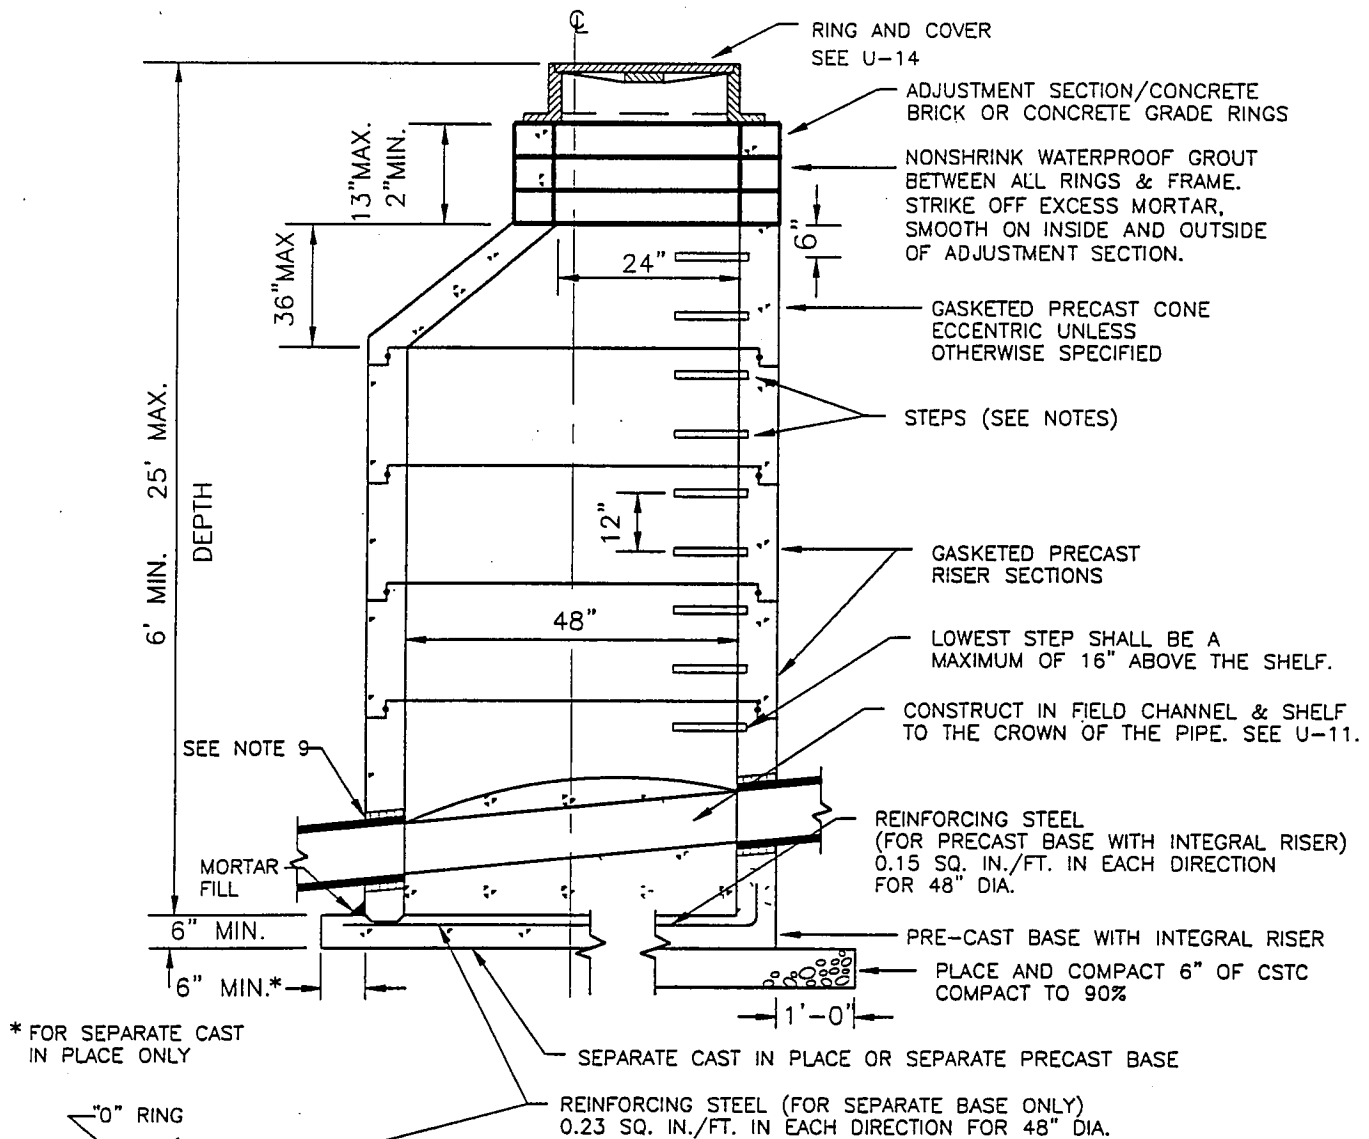 ℄
RING AND COVER
SEE U-14
ADJUSTMENT SECTION/CONCRETE
BRICK OR CONCRETE GRADE RINGS
13"MAX.
2"MIN.
NONSHRINK WATERPROOF GROUT
BETWEEN ALL RINGS & FRAME.
STRIKE OFF EXCESS MORTAR,
SMOOTH ON INSIDE AND OUTSIDE
OF ADJUSTMENT SECTION.
6"
24"
36"MAX
GASKETED PRECAST CONE
ECCENTRIC UNLESS
OTHERWISE SPECIFIED
STEPS (SEE NOTES)
6' MIN. 25' MAX.
DEPTH
12"
GASKETED PRECAST
RISER SECTIONS
48"
LOWEST STEP SHALL BE A
MAXIMUM OF 16" ABOVE THE SHELF.
CONSTRUCT IN FIELD CHANNEL & SHELF
TO THE CROWN OF THE PIPE. SEE U-11.
SEE NOTE 9
REINFORCING STEEL
(FOR PRECAST BASE WITH INTEGRAL RISER)
0.15 SQ. IN./FT. IN EACH DIRECTION
FOR 48" DIA.
MORTAR
FILL
6" MIN.
PRE-CAST BASE WITH INTEGRAL RISER
PLACE AND COMPACT 6" OF CSTC
COMPACT TO 90%
6" MIN.*
1'-0"
* FOR SEPARATE CAST
IN PLACE ONLY
SEPARATE CAST IN PLACE OR SEPARATE PRECAST BASE
"O" RING
REINFORCING STEEL (FOR SEPARATE BASE ONLY)
0.23 SQ. IN./FT. IN EACH DIRECTION FOR 48" DIA.